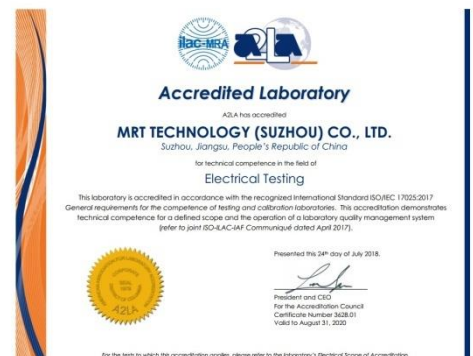 ilac-MRA
A2LA
Accredited Laboratory
A2LA has accredited
MRT TECHNOLOGY (SUZHOU) CO., LTD.
Suzhou, Jiangsu, People's Republic of China
for technical competence in the field of
Electrical Testing
This laboratory is accredited in accordance with the recognized International Standard ISO/IEC 17025:2017
General requirements for the competence of testing and calibration laboratories. This accreditation demonstrates
technical competence for a defined scope and the operation of a laboratory quality management system
(refer to joint ISO-ILAC-IAF Communiqué dated April 2017).
Presented this 24th day of July 2018.
President and CEO
For the Accreditation Council
Certificate Number 3628.01
Valid to August 31, 2020
SEAL
A2LA
For the tests to which this accreditation applies, please refer to the laboratory's Electrical Scope of Accreditation.